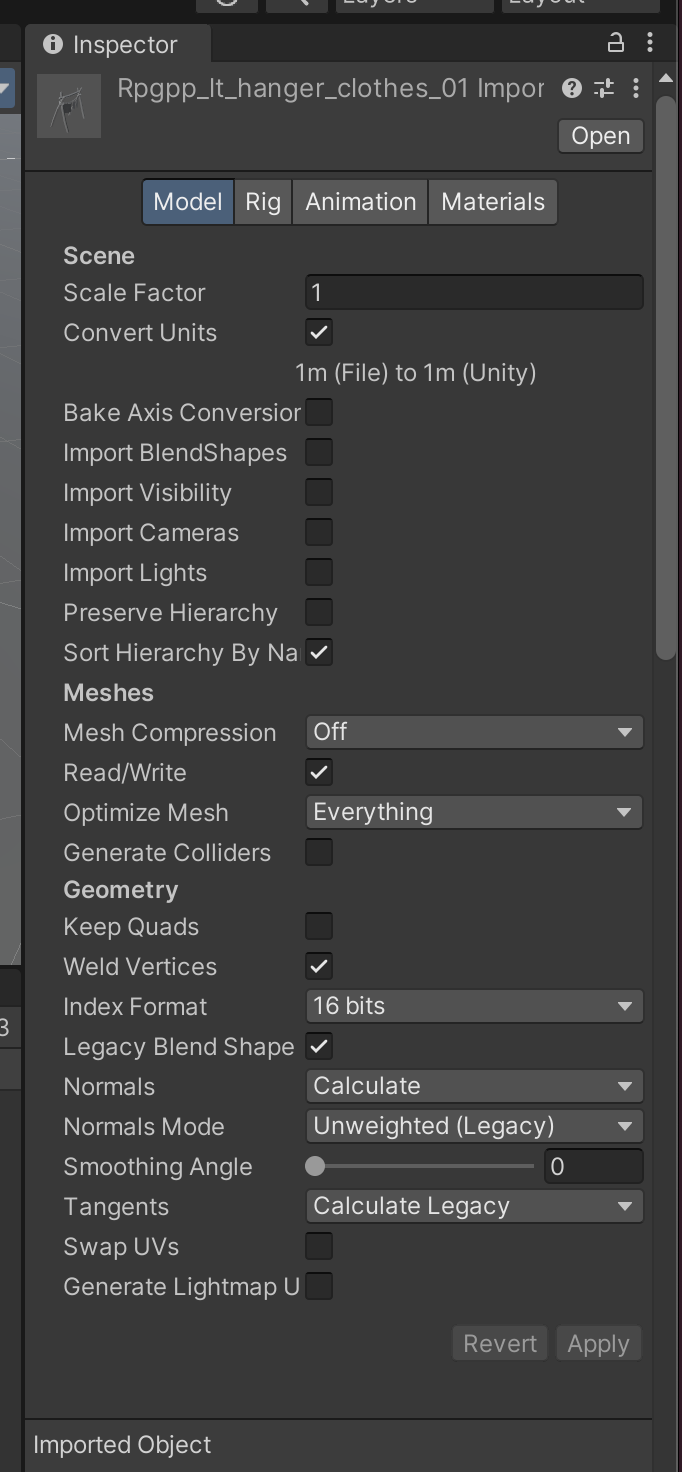 Inspector
Rpgpp_lt_hanger_clothes_01 Impor
Open
Model Rig Animation Materials
Scene
Scale Factor 1
Convert Units
1m (File) to 1m (Unity)
Bake Axis Conversion
Import BlendShapes
Import Visibility
Import Cameras
Import Lights
Preserve Hierarchy
Sort Hierarchy By Na
Meshes
Mesh Compression Off
Read/Write
Optimize Mesh Everything
Generate Colliders
Geometry
Keep Quads
Weld Vertices
3
Index Format 16 bits
Legacy Blend Shape
Normals Calculate
Normals Mode Unweighted (Legacy)
Smoothing Angle 0
Tangents Calculate Legacy
Swap UVs
Generate Lightmap U
Revert Apply
Imported Object